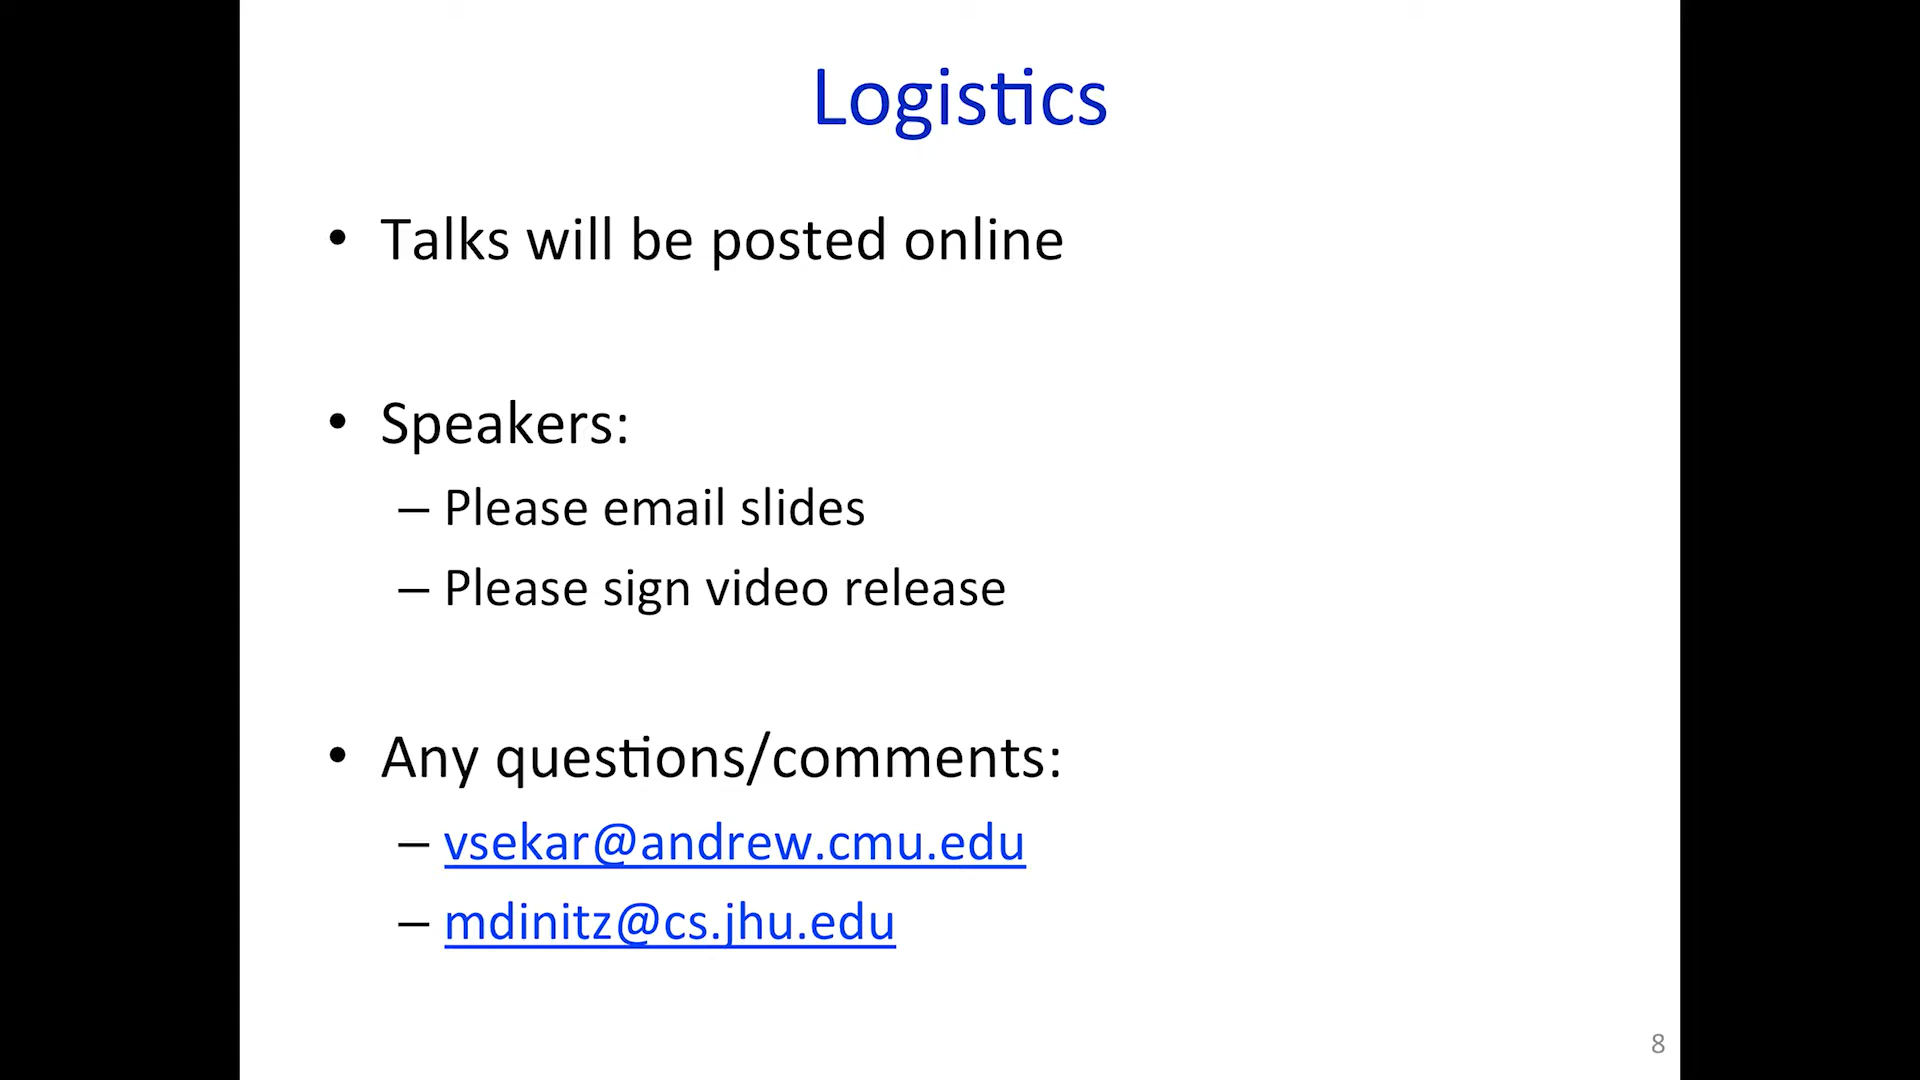 Logistics
• Talks will be posted online
• Speakers:
– Please email slides
– Please sign video release
• Any questions/comments:
– vsekar@andrew.cmu.edu
– mdinitz@cs.jhu.edu
8